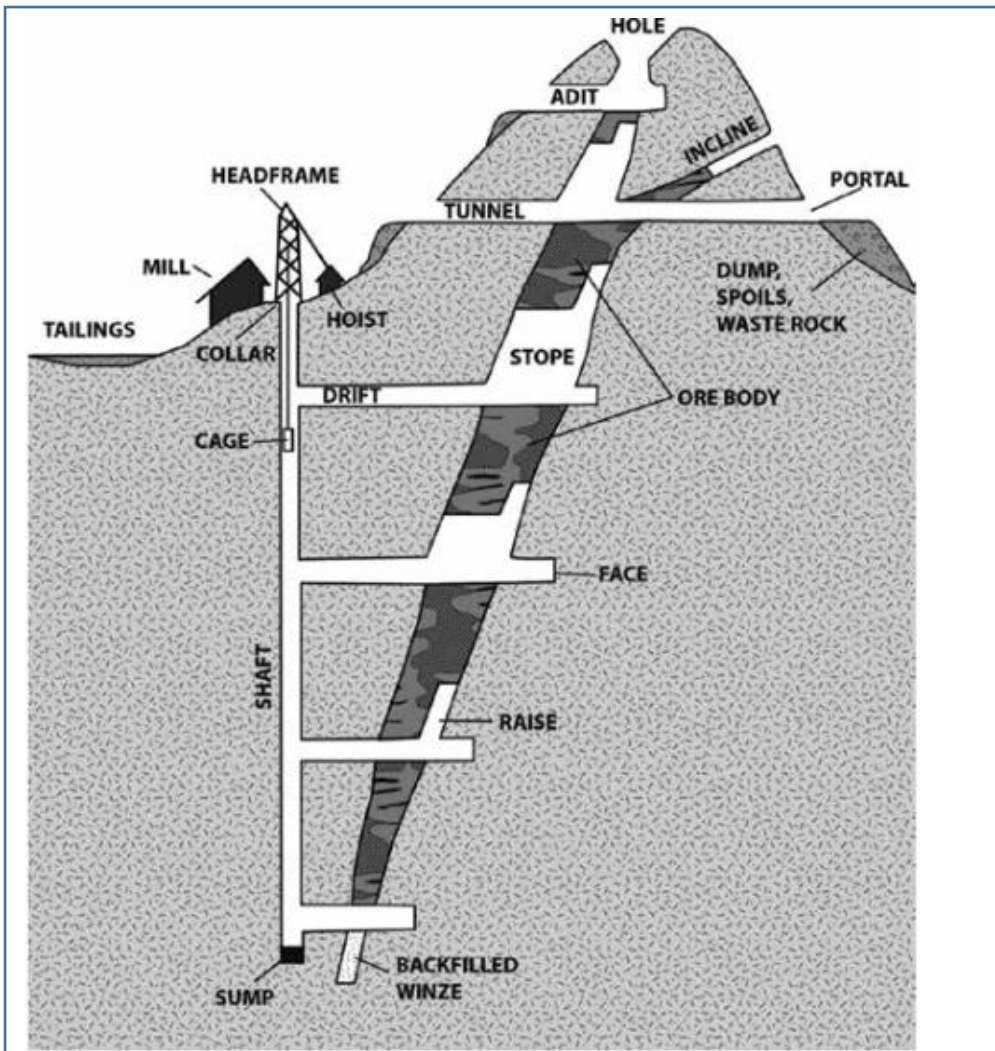 HOLE
ADIT
INCLINE
HEADFRAME
PORTAL
TUNNEL
MILL
DUMP,
SPOILS,
WASTE ROCK
HOIST
TAILINGS
COLLAR
STOPE
DRIFT
ORE BODY
CAGE
FACE
SHAFT
RAISE
BACKFILLED
WINZE
SUMP